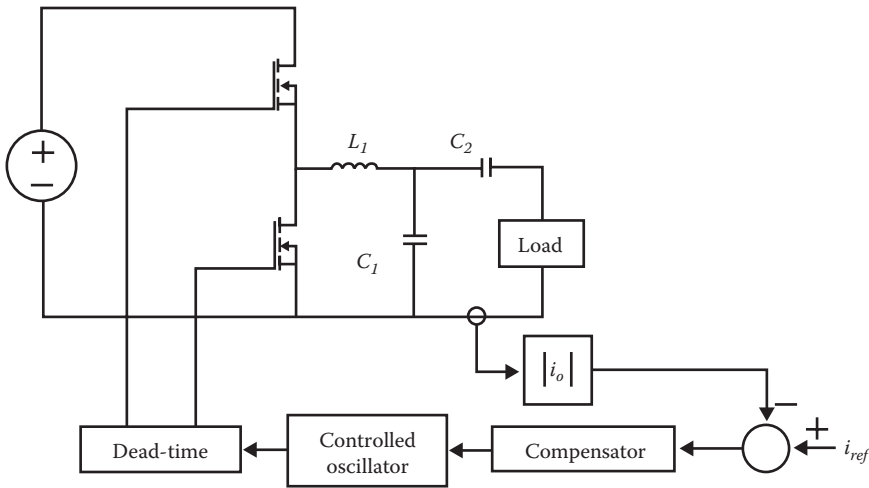 +
−
L1
C2
C1
Load
|io|
−
+
iref
Dead-time
Controlled
oscillator
Compensator